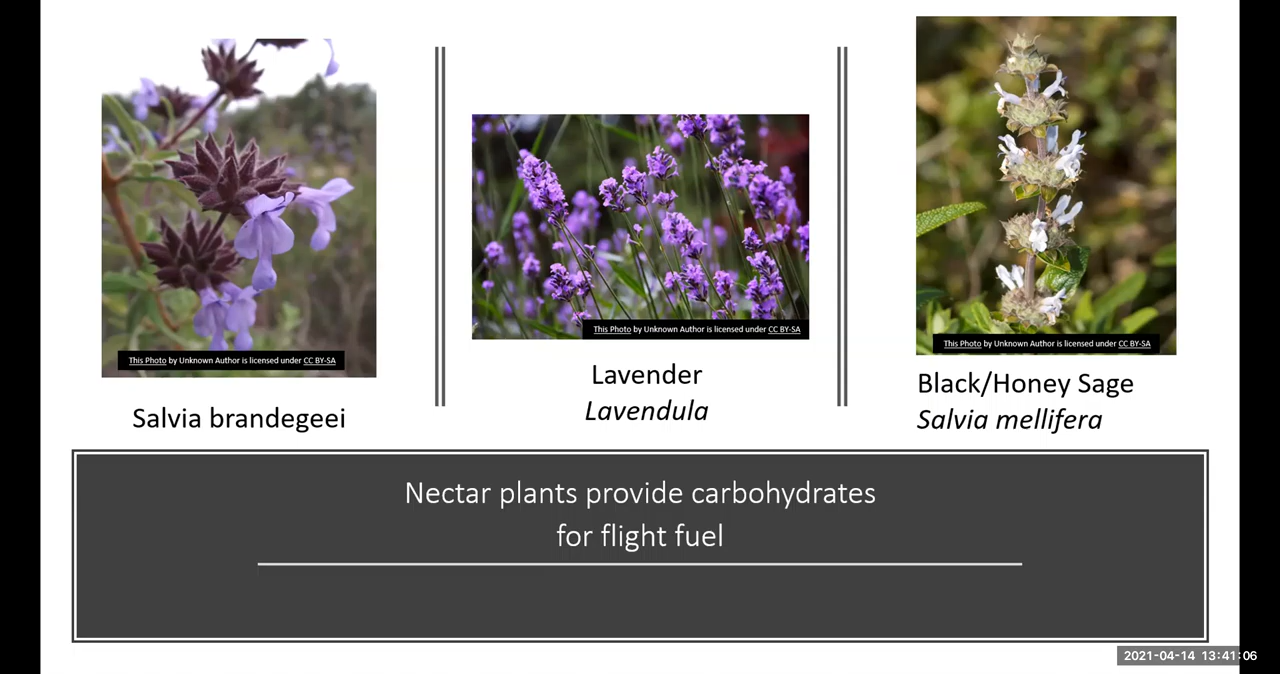 This Photo by Unknown Author is licensed under CC BY-SA
Salvia brandegeei
This Photo by Unknown Author is licensed under CC BY-SA
Lavender
Lavendula
This Photo by Unknown Author is licensed under CC BY-SA
Black/Honey Sage
Salvia mellifera
Nectar plants provide carbohydrates
for flight fuel
2021-04-14 13:41:06